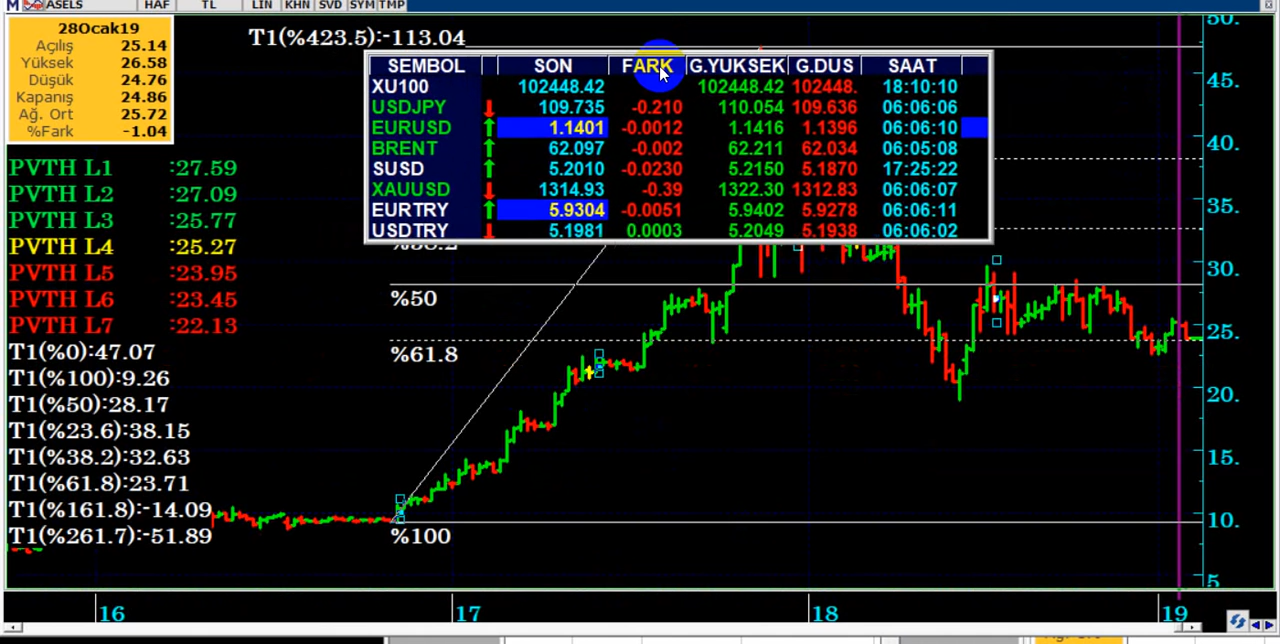 M ASELS HAF TL LIN KHN SVD SYM TMP
28Ocak19
Açılış 25.14
Yüksek 26.58
Düşük 24.76
Kapanış 24.86
Ağ. Ort 25.72
%Fark -1.04
T1(%423.5):-113.04
SEMBOL SON FARK G.YUKSEK G.DUS SAAT
XU100 102448.42 102448.42 102448. 18:10:10
USDJPY 109.735 -0.210 110.054 109.636 06:06:06
EURUSD 1.1401 -0.0012 1.1416 1.1396 06:06:10
BRENT 62.097 -0.002 62.211 62.034 06:05:08
SUSD 5.2010 -0.0230 5.2150 5.1870 17:25:22
XAUUSD 1314.93 -0.39 1322.30 1312.83 06:06:07
EURTRY 5.9304 -0.0051 5.9402 5.9278 06:06:11
USDTRY 5.1981 0.0003 5.2049 5.1938 06:06:02
PVTH L1 :27.59
PVTH L2 :27.09
PVTH L3 :25.77
PVTH L4 :25.27
PVTH L5 :23.95
PVTH L6 :23.45
PVTH L7 :22.13
T1(%0):47.07
T1(%100):9.26
T1(%50):28.17
T1(%23.6):38.15
T1(%38.2):32.63
T1(%61.8):23.71
T1(%161.8):-14.09
T1(%261.7):-51.89
%38.2
%50
%61.8
%100
50.
45.
40.
35.
30.
25.
20.
15.
10.
5
16 17 18 19